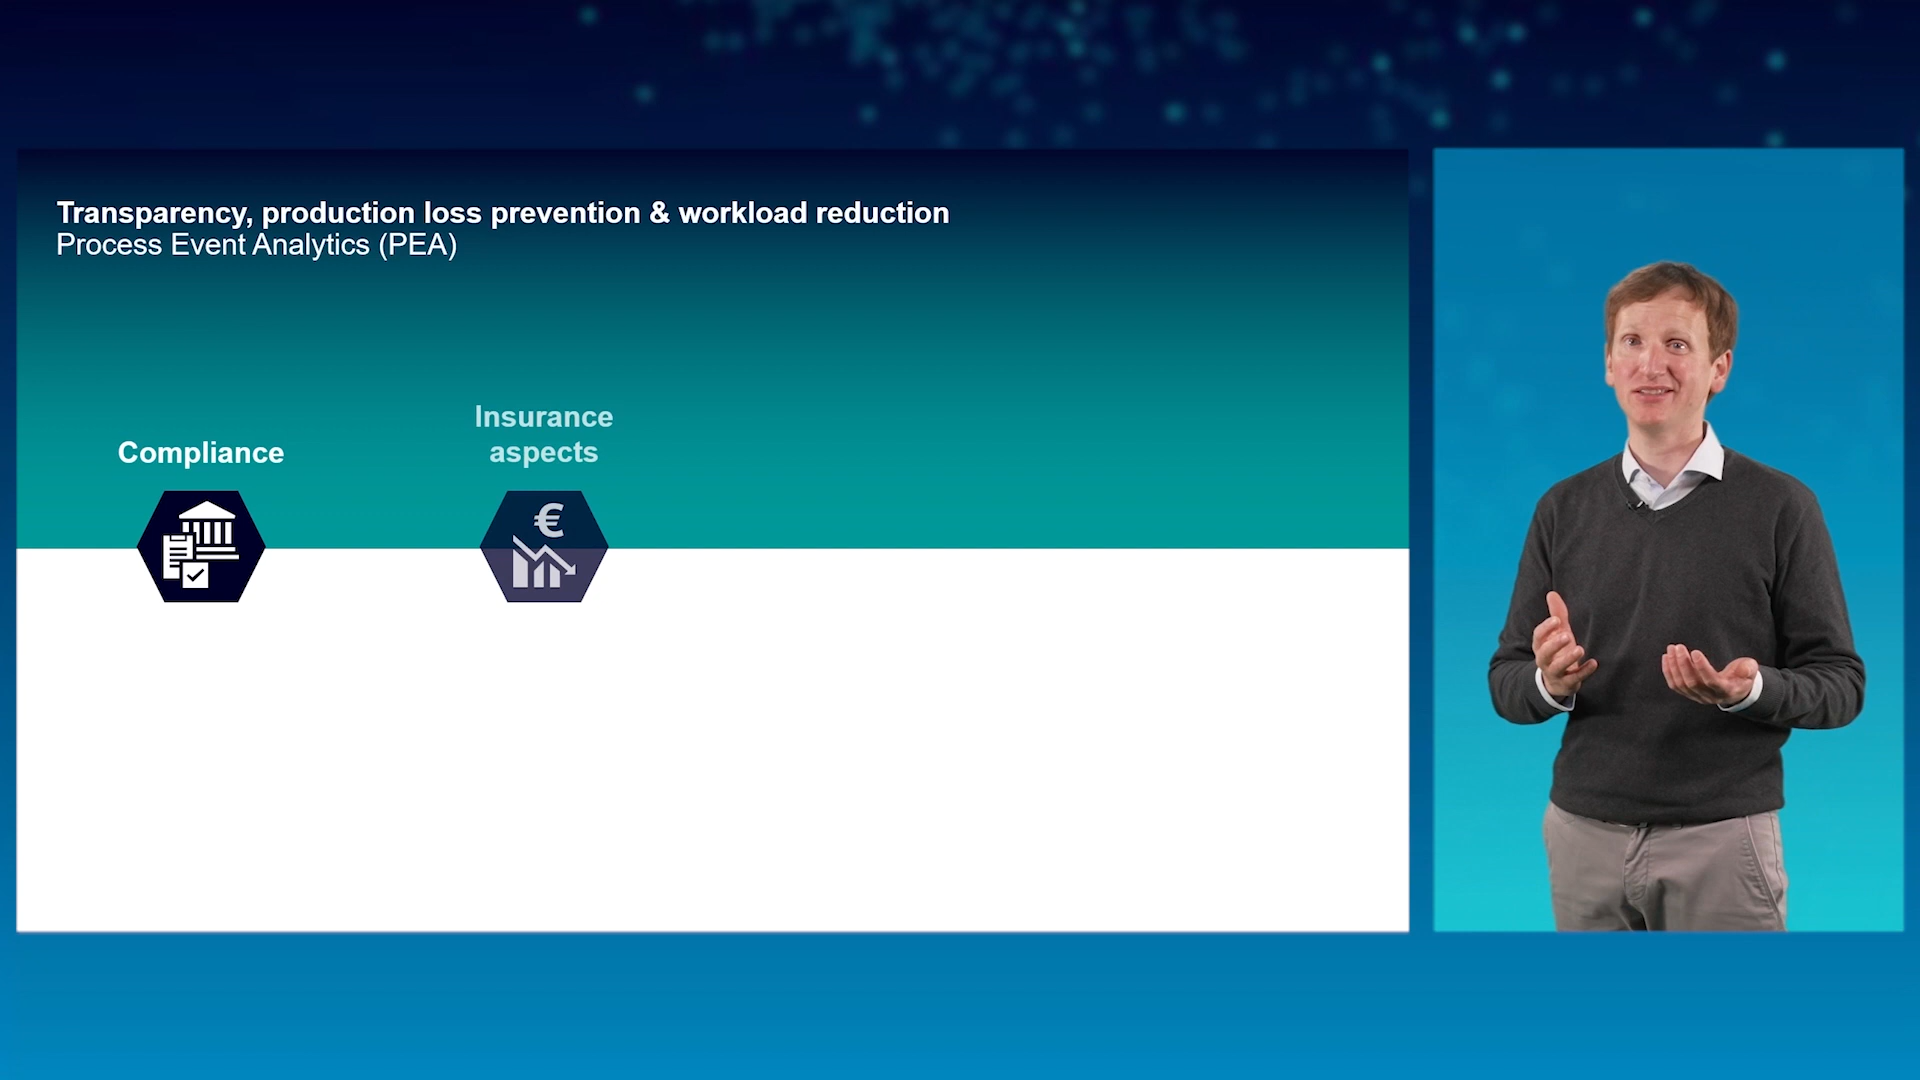 Transparency, production loss prevention & workload reduction
Process Event Analytics (PEA)
Compliance
Insurance
aspects
€